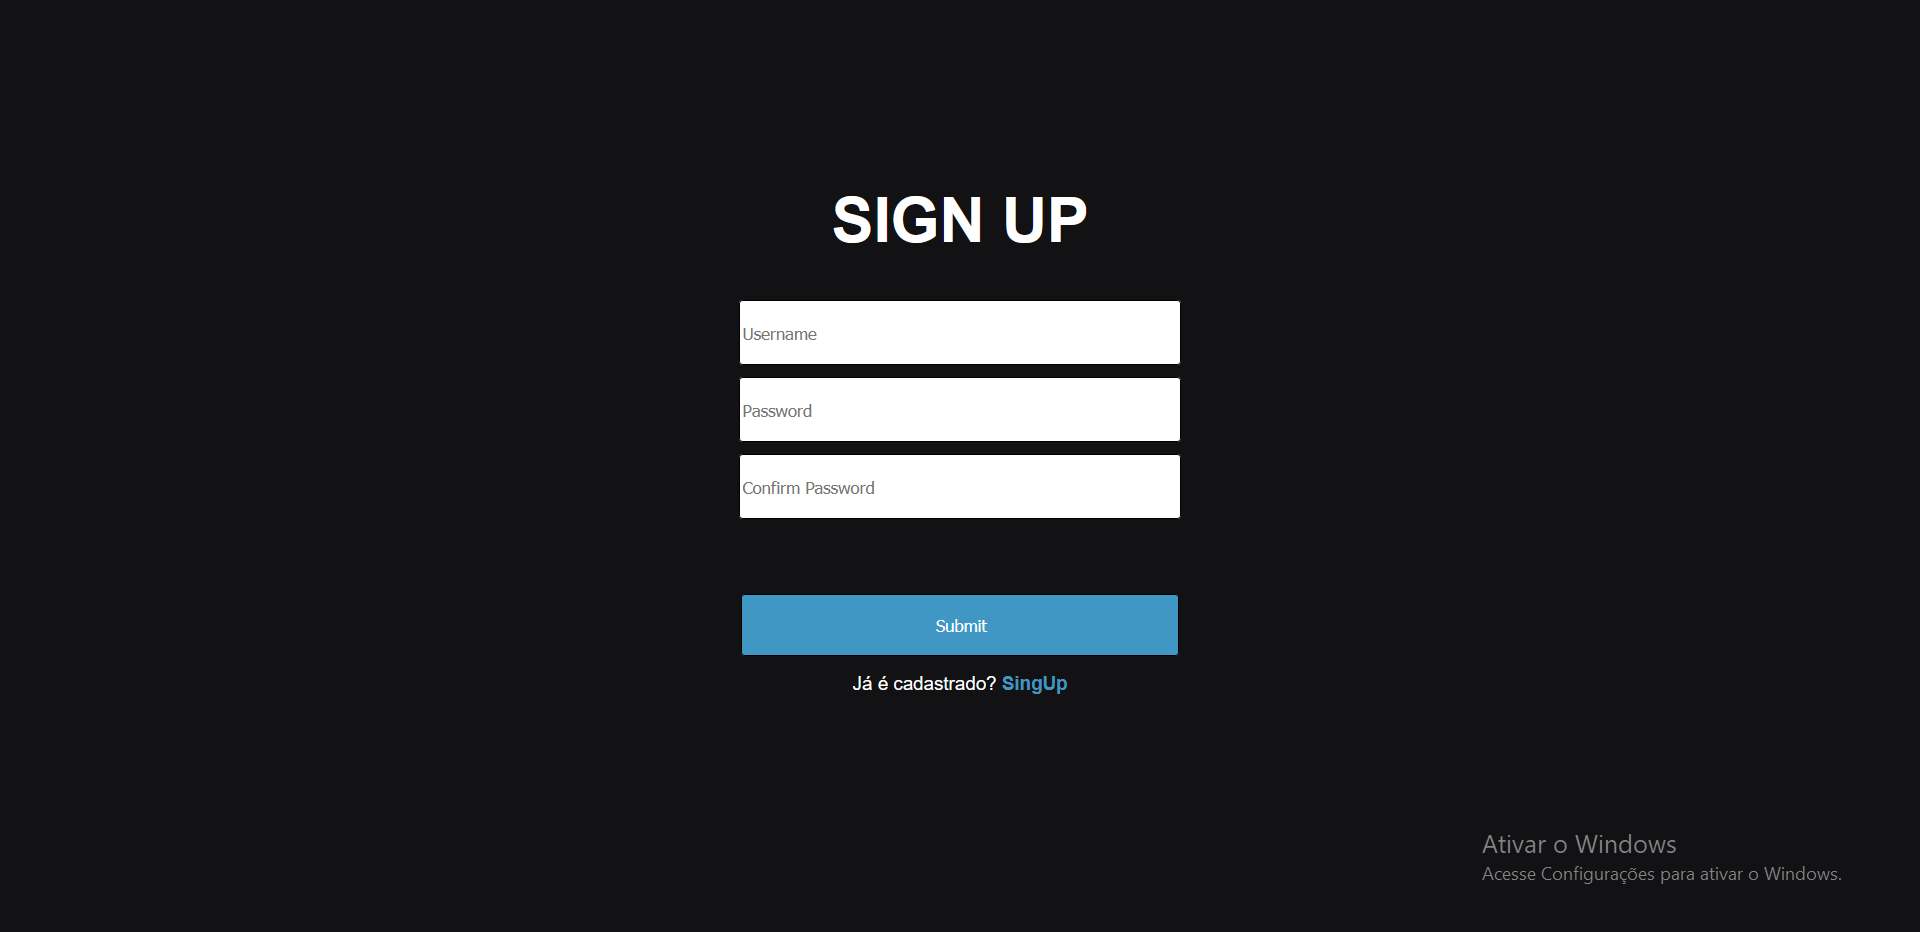 SIGN UP
Username
Password
Confirm Password
Submit
Já é cadastrado? SingUp
Ativar o Windows
Acesse Configurações para ativar o Windows.